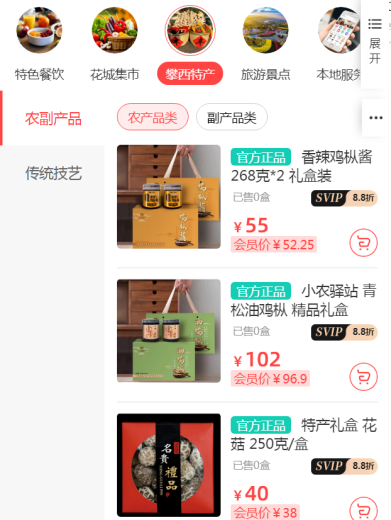 特色餐饮 花城集市 攀西特产 旅游景点 本地服务
展
开
农副产品
传统技艺
农产品类 副产品类
官方正品 香辣鸡枞酱
268克*2 礼盒装
已售0盒 SVIP 8.8折
￥55
会员价￥52.25
官方正品 小农驿站 青
松油鸡枞 精品礼盒
已售0盒 SVIP 8.8折
￥102
会员价￥96.9
官方正品 特产礼盒 花
菇 250克/盒
名贵
禮品
已售0盒 SVIP 8.8折
￥40
会员价￥38